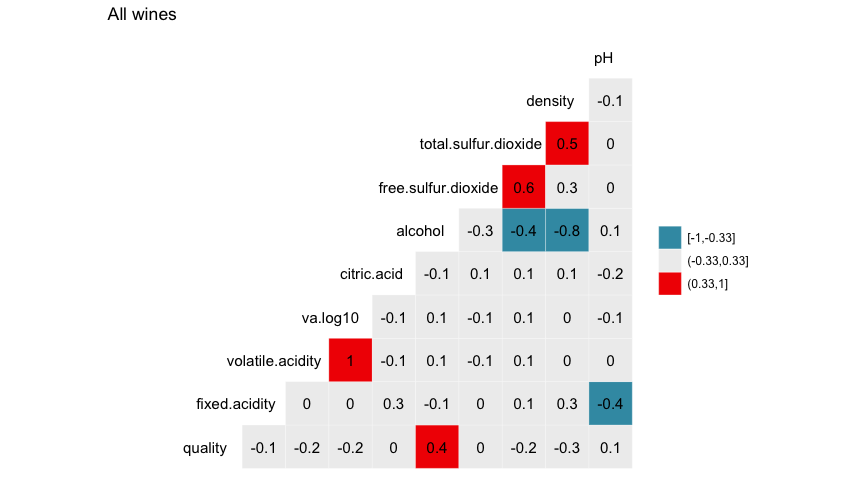 All wines
pH
density -0.1
total.sulfur.dioxide 0.5 0
free.sulfur.dioxide 0.6 0.3 0
alcohol -0.3 -0.4 -0.8 0.1
[-1,-0.33]
(-0.33,0.33]
(0.33,1]
citric.acid -0.1 0.1 0.1 0.1 -0.2
va.log10 -0.1 0.1 -0.1 0.1 0 -0.1
volatile.acidity 1 -0.1 0.1 -0.1 0.1 0 0
fixed.acidity 0 0 0.3 -0.1 0 0.1 0.3 -0.4
quality -0.1 -0.2 -0.2 0 0.4 0 -0.2 -0.3 0.1